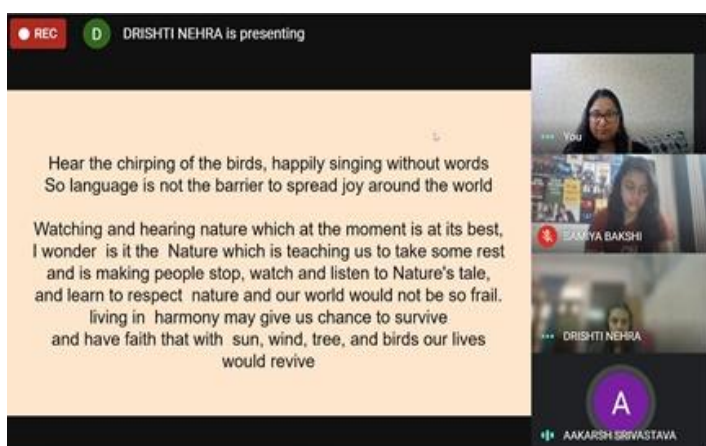 REC
D
DRISHTI NEHRA is presenting
Hear the chirping of the birds, happily singing without words
So language is not the barrier to spread joy around the world
Watching and hearing nature which at the moment is at its best,
I wonder is it the Nature which is teaching us to take some rest
and is making people stop, watch and listen to Nature's tale,
and learn to respect nature and our world would not be so frail.
living in harmony may give us chance to survive
and have faith that with sun, wind, tree, and birds our lives
would revive
You
SAMIYA BAKSHI
DRISHTI NEHRA
A
AAKARSH SRIVASTAVA